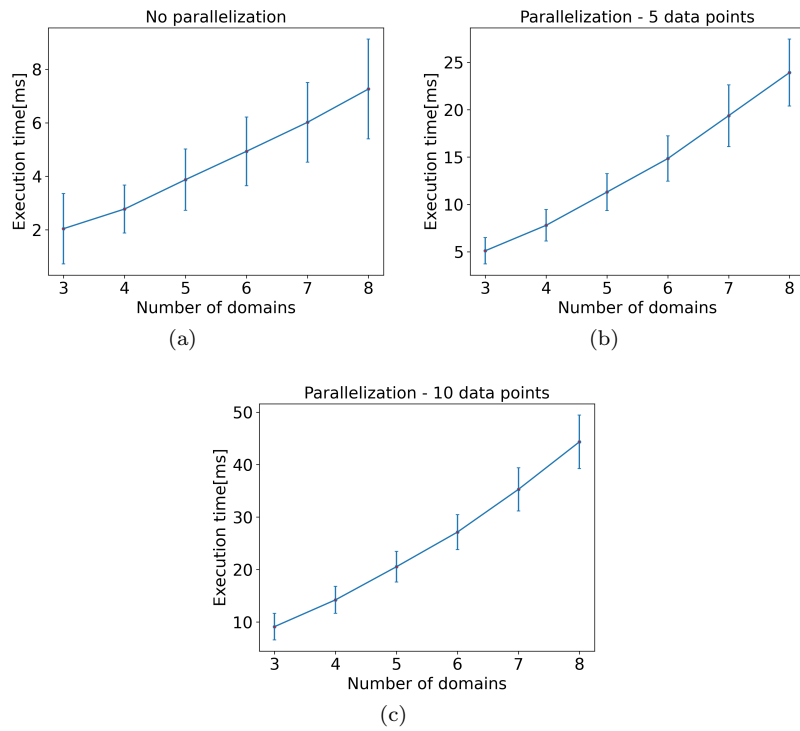 No parallelization
Execution time[ms]
8
6
4
2
3 4 5 6 7 8
Number of domains
(a)
Parallelization - 5 data points
Execution time[ms]
25
20
15
10
5
3 4 5 6 7 8
Number of domains
(b)
Parallelization - 10 data points
Execution time[ms]
50
40
30
20
10
3 4 5 6 7 8
Number of domains
(c)